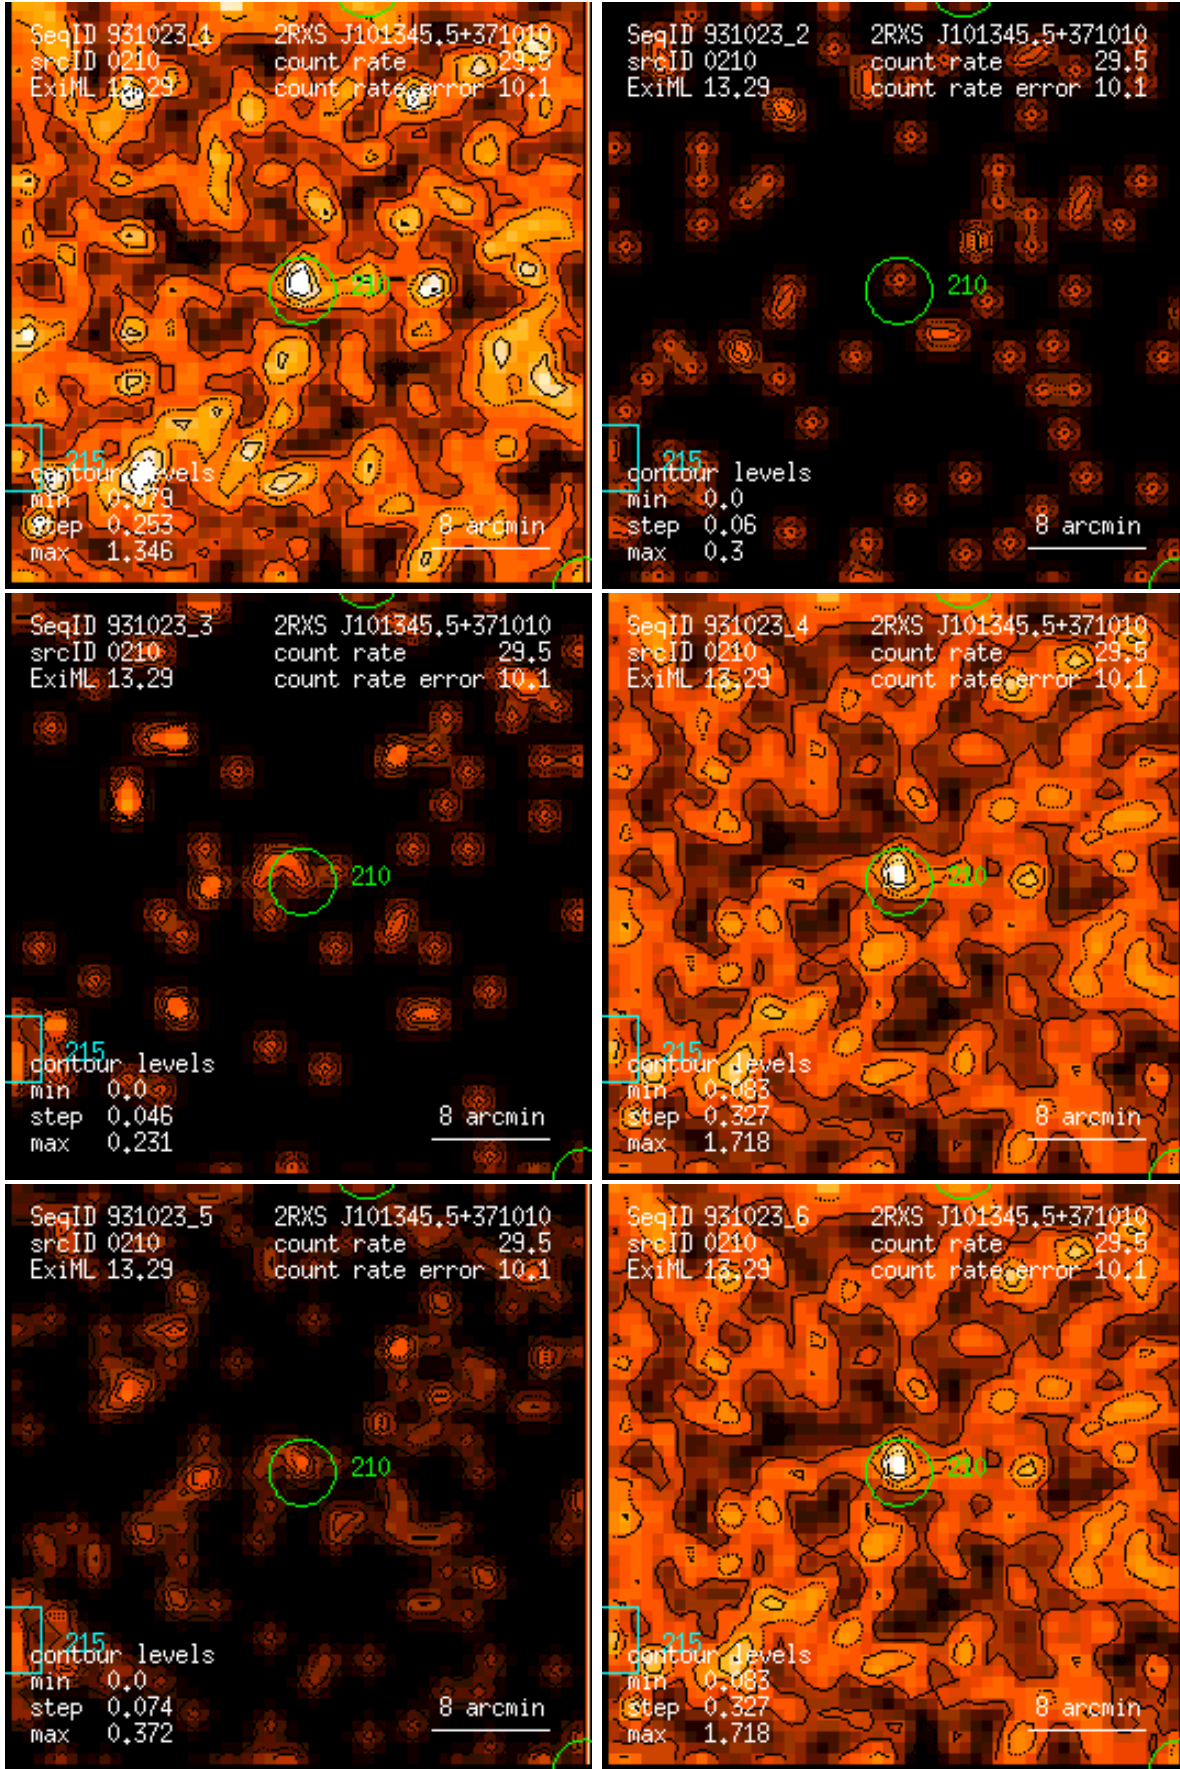 SeqID 931023_1 2RXS J101345.5+371010
srcID 0210 count rate 29.5
ExiML 13.29 count rate error 10.1
210
215
contour levels
min 0.079
step 0.253 8 arcmin
max 1.346
SeqID 931023_2 2RXS J101345.5+371010
srcID 0210 count rate 29.5
ExiML 13.29 count rate error 10.1
210
215
contour levels
min 0.0
step 0.06 8 arcmin
max 0.3
SeqID 931023_3 2RXS J101345.5+371010
srcID 0210 count rate 29.5
ExiML 13.29 count rate error 10.1
210
215
contour levels
min 0.0
step 0.046 8 arcmin
max 0.231
SeqID 931023_4 2RXS J101345.5+371010
srcID 0210 count rate 29.5
ExiML 13.29 count rate error 10.1
210
215
contour levels
min 0.083
step 0.327 8 arcmin
max 1.718
SeqID 931023_5 2RXS J101345.5+371010
srcID 0210 count rate 29.5
ExiML 13.29 count rate error 10.1
210
215
contour levels
min 0.0
step 0.074 8 arcmin
max 0.372
SeqID 931023_6 2RXS J101345.5+371010
srcID 0210 count rate 29.5
ExiML 13.29 count rate error 10.1
210
215
contour levels
min 0.083
step 0.327 8 arcmin
max 1.718